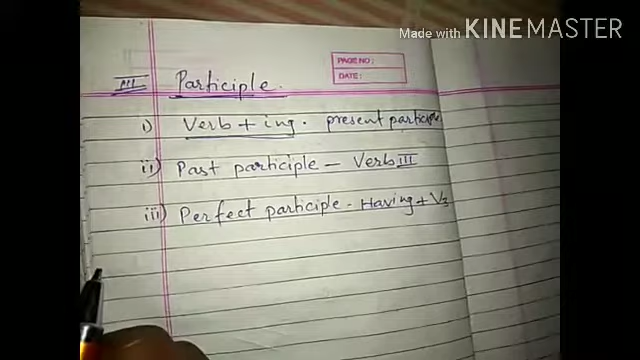 Made with KINEMASTER
PAGE NO:
DATE:
III Participle.
i) Verb + ing. present participle
ii) Past participle - Verb III
iii) Perfect participle. Having + V3